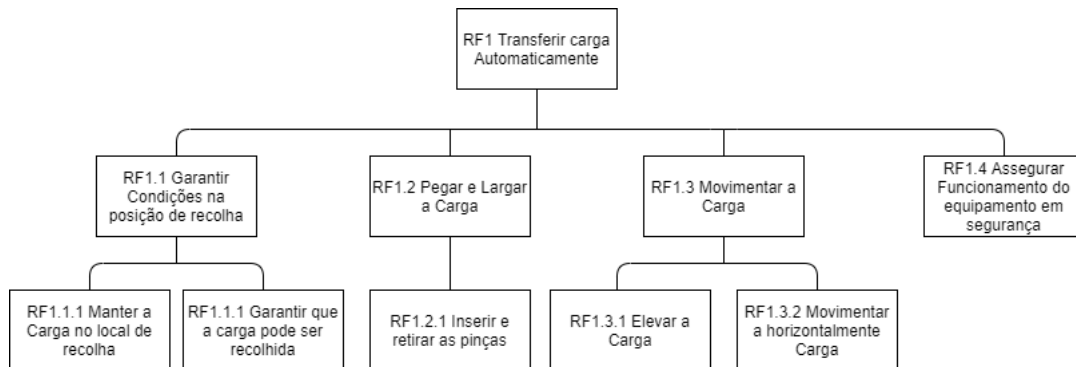 RF1 Transferir carga
Automaticamente
RF1.1 Garantir
Condições na
posição de recolha
RF1.2 Pegar e Largar
a Carga
RF1.3 Movimentar a
Carga
RF1.4 Assegurar
Funcionamento do
equipamento em
segurança
RF1.1.1 Manter a
Carga no local de
recolha
RF1.1.1 Garantir que
a carga pode ser
recolhida
RF1.2.1 Inserir e
retirar as pinças
RF1.3.1 Elevar a
Carga
RF1.3.2 Movimentar
a horizontalmente
Carga